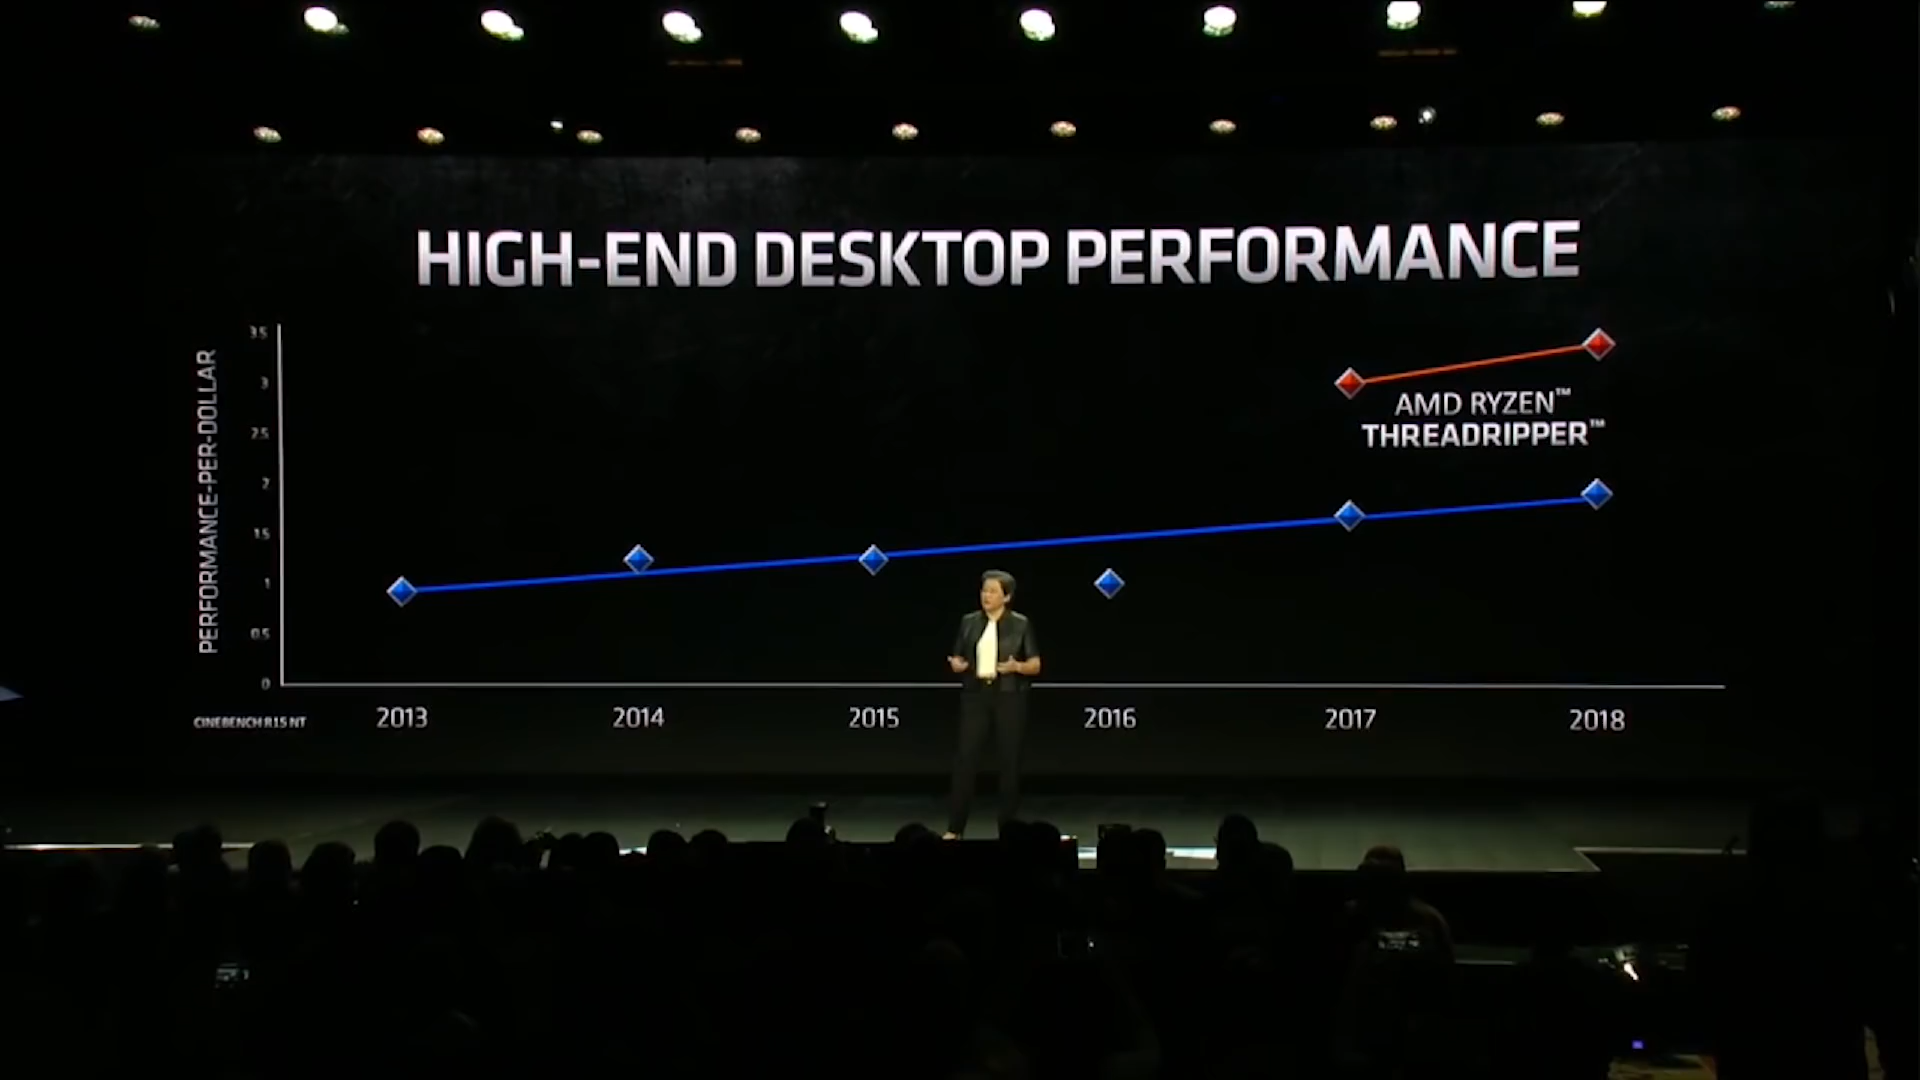 HIGH-END DESKTOP PERFORMANCE
PERFORMANCE-PER-DOLLAR
3.5
3
2.5
2
1.5
1
0.5
0
AMD RYZEN™
THREADRIPPER™
CINEBENCH R15 NT
2013
2014
2015
2016
2017
2018